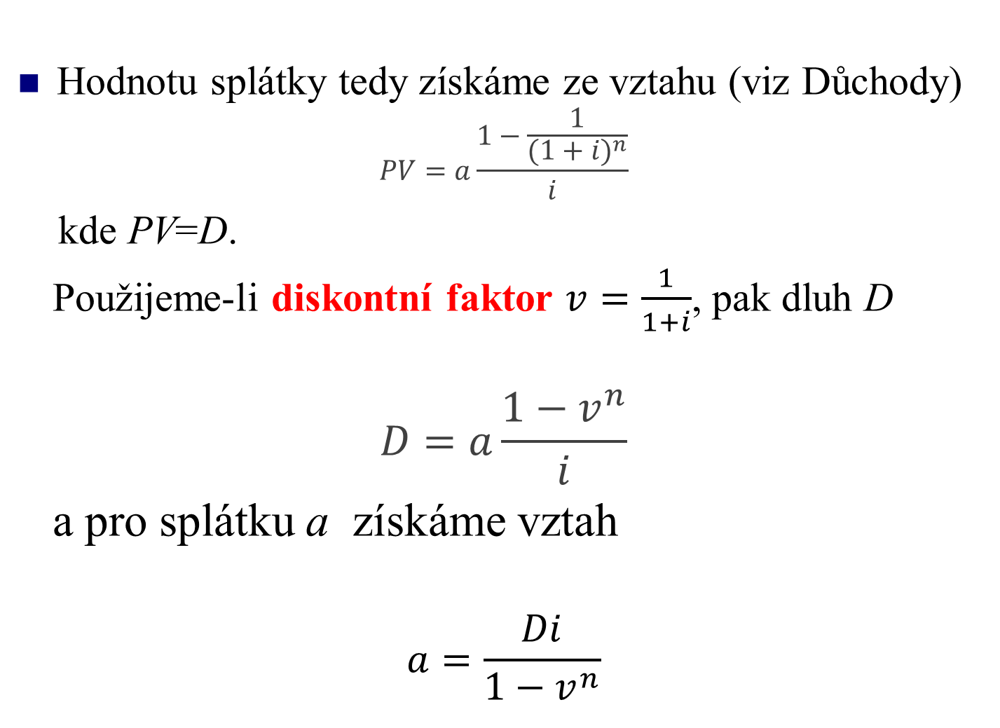 Hodnotu splátky tedy získáme ze vztahu (viz Důchody)
PV = a \frac{1 - \frac{1}{(1 + i)^n}}{i}
kde PV=D.
Použijeme-li diskontní faktor v = \frac{1}{1+i}, pak dluh D
D = a \frac{1 - v^n}{i}
a pro splátku a získáme vztah
a = \frac{Di}{1 - v^n}